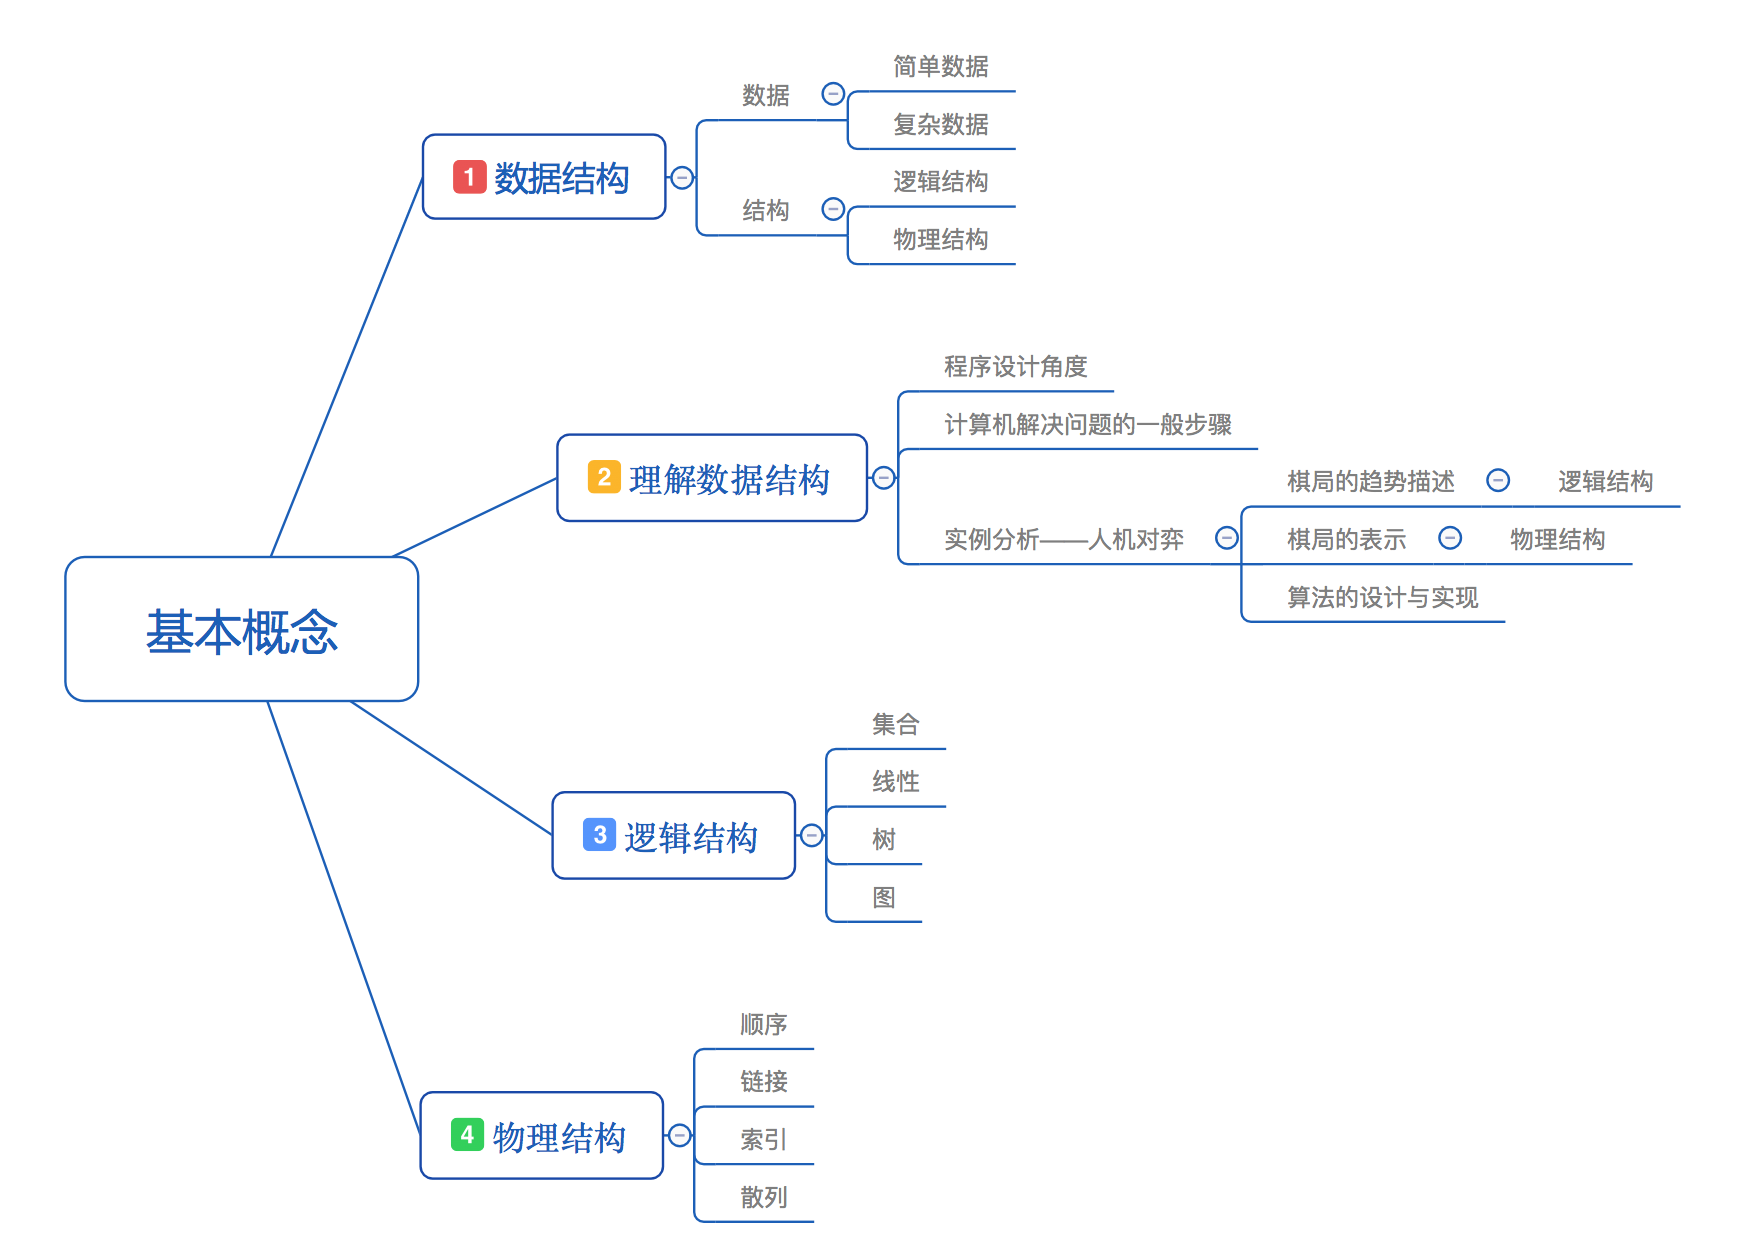 基本概念
1 数据结构
数据
简单数据
复杂数据
结构
逻辑结构
物理结构
2 理解数据结构
程序设计角度
计算机解决问题的一般步骤
实例分析——人机对弈
棋局的趋势描述
逻辑结构
棋局的表示
物理结构
算法的设计与实现
3 逻辑结构
集合
线性
树
图
4 物理结构
顺序
链接
索引
散列